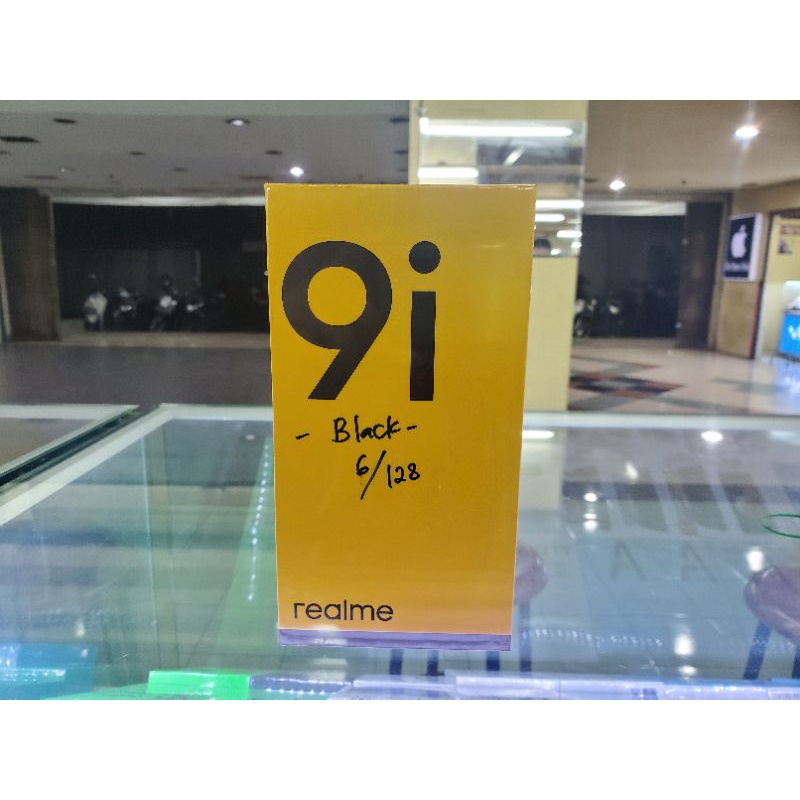 9i
- Black -
6/128
realme